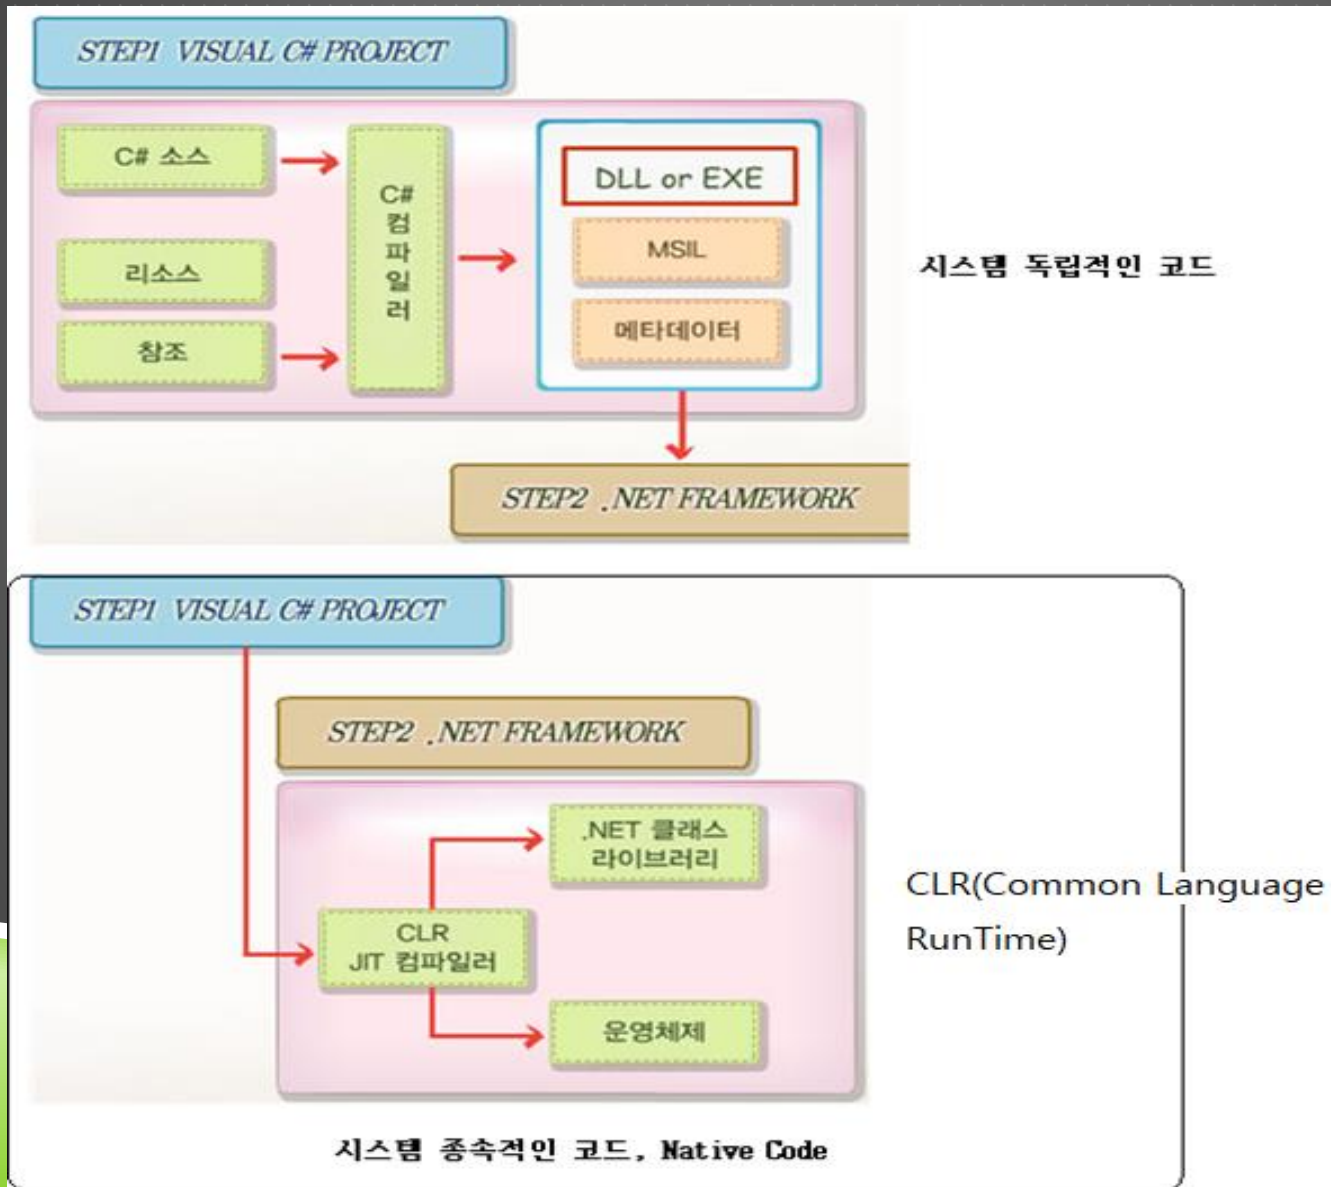 STEP1 VISUAL C# PROJECT
C# 소스
리소스
참조
C#
컴
파
일
러
DLL or EXE
MSIL
메타데이터
시스템 독립적인 코드
STEP2 .NET FRAMEWORK
STEP1 VISUAL C# PROJECT
STEP2 .NET FRAMEWORK
.NET 클래스
라이브러리
CLR
JIT 컴파일러
운영체제
CLR(Common Language
RunTime)
시스템 종속적인 코드, Native Code